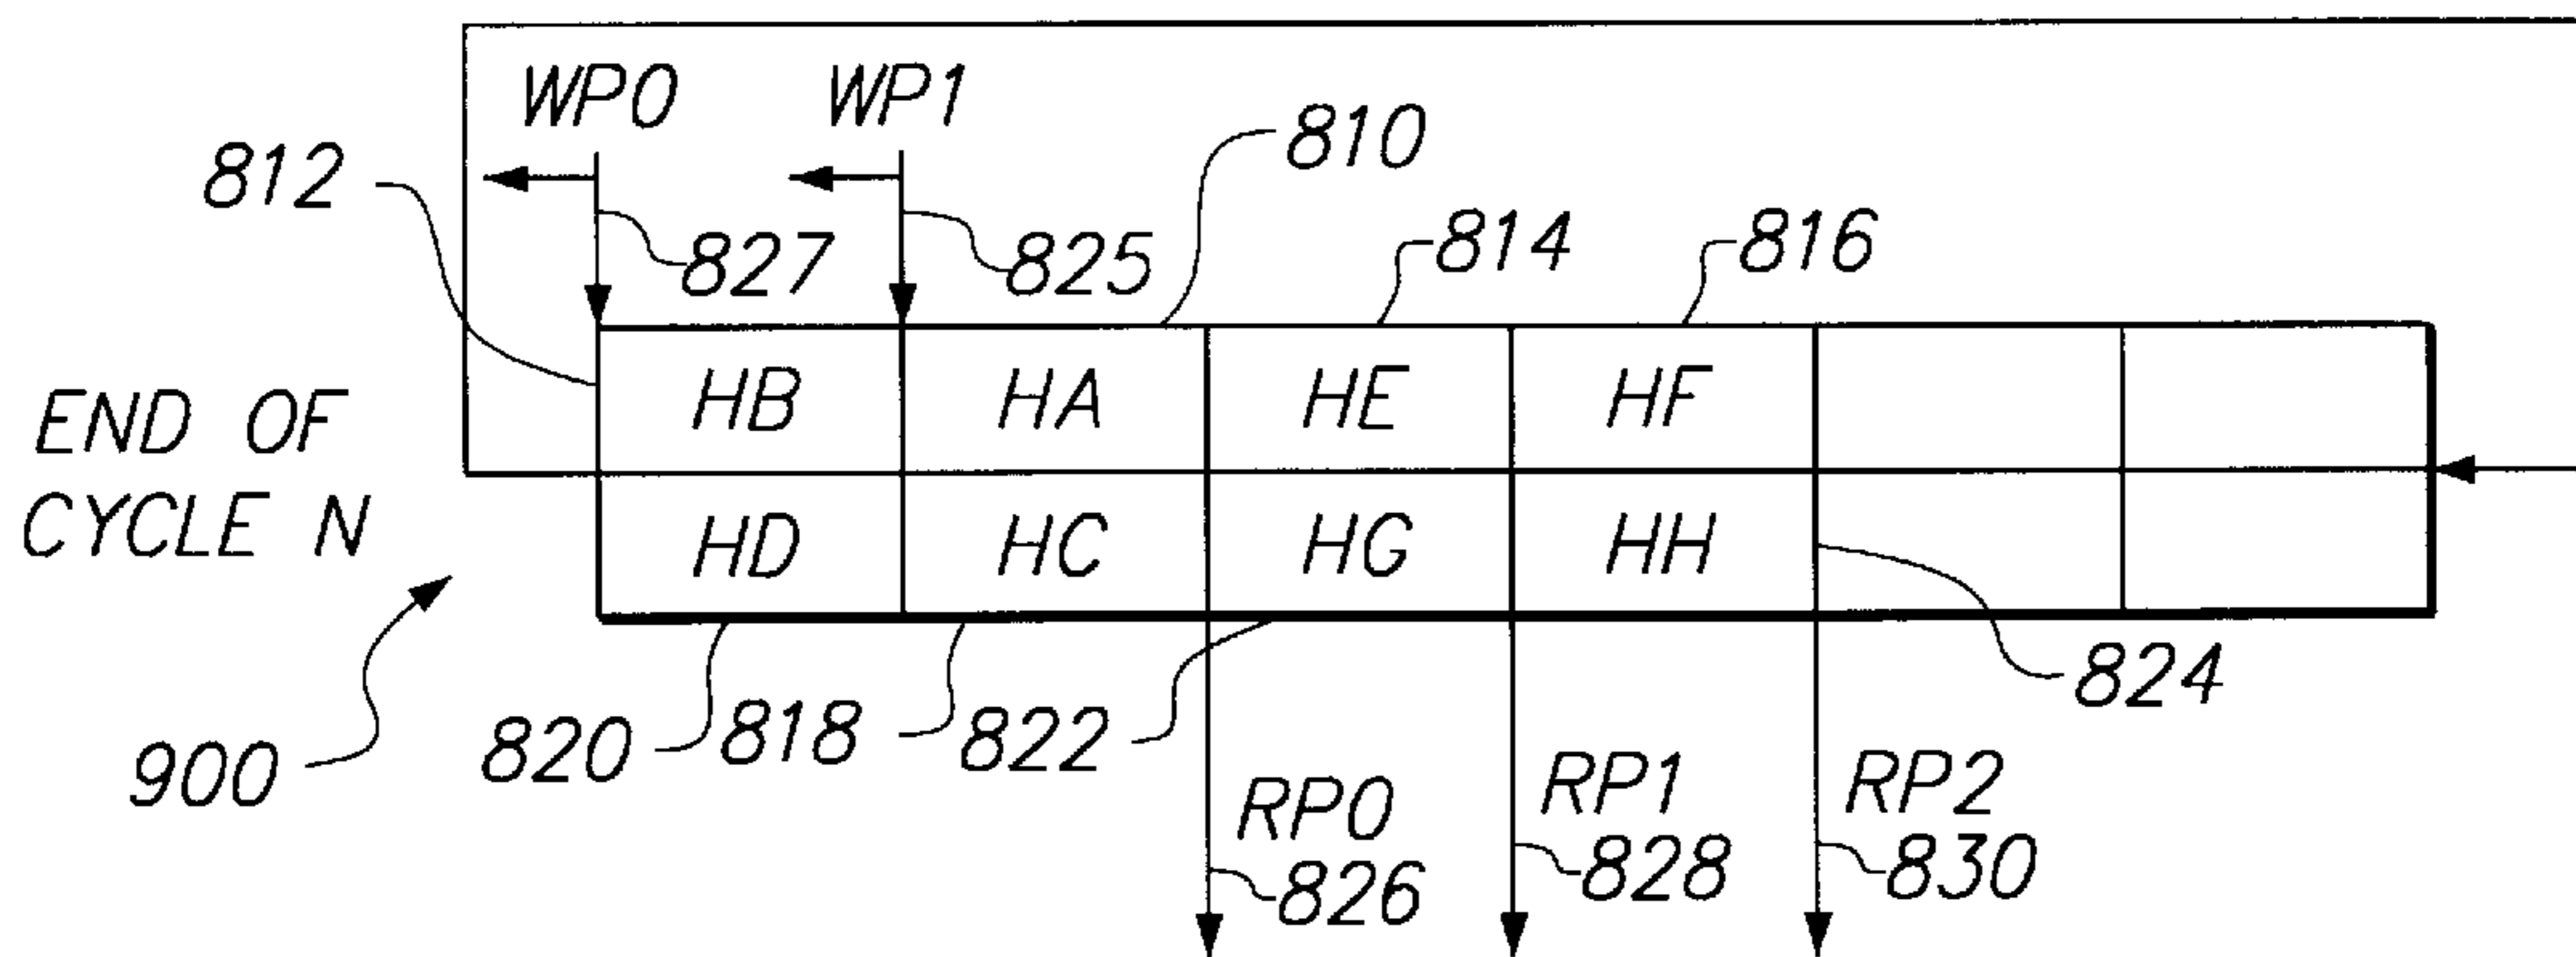 WP0 WP1
812 810
827 825 814 816
END OF
CYCLE N
HB HA HE HF
HD HC HG HH
900
820 818 822 824
RP0 RP1 RP2
826 828 830